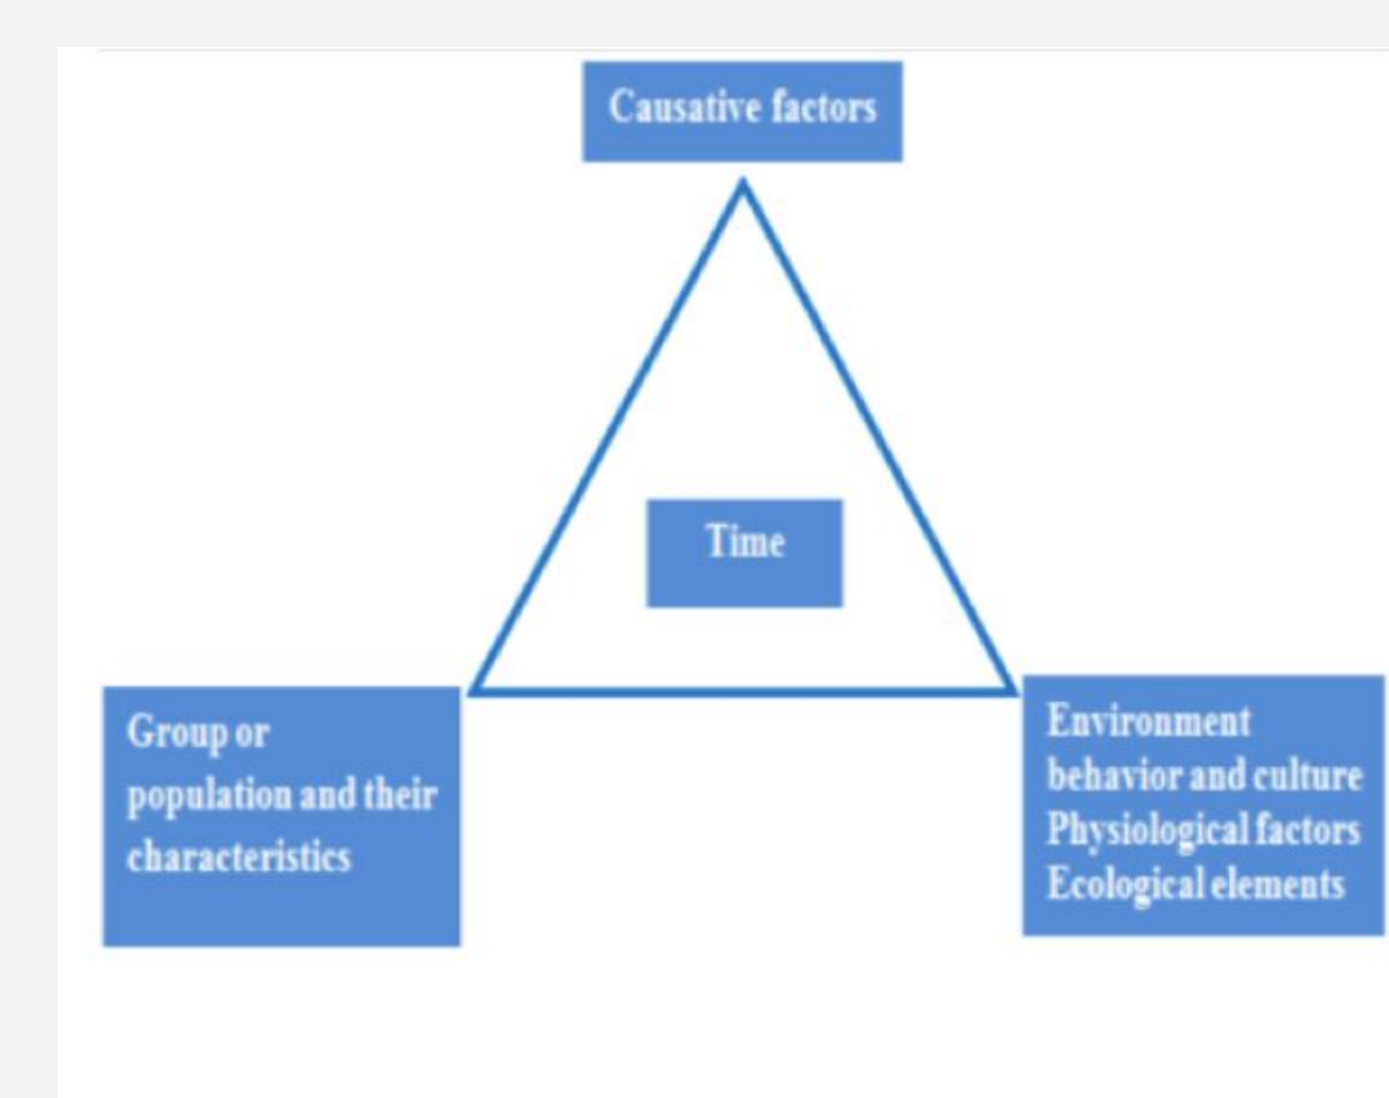 Causative factors
Time
Group or
population and their
characteristics
Environment
behavior and culture
Physiological factors
Ecological elements